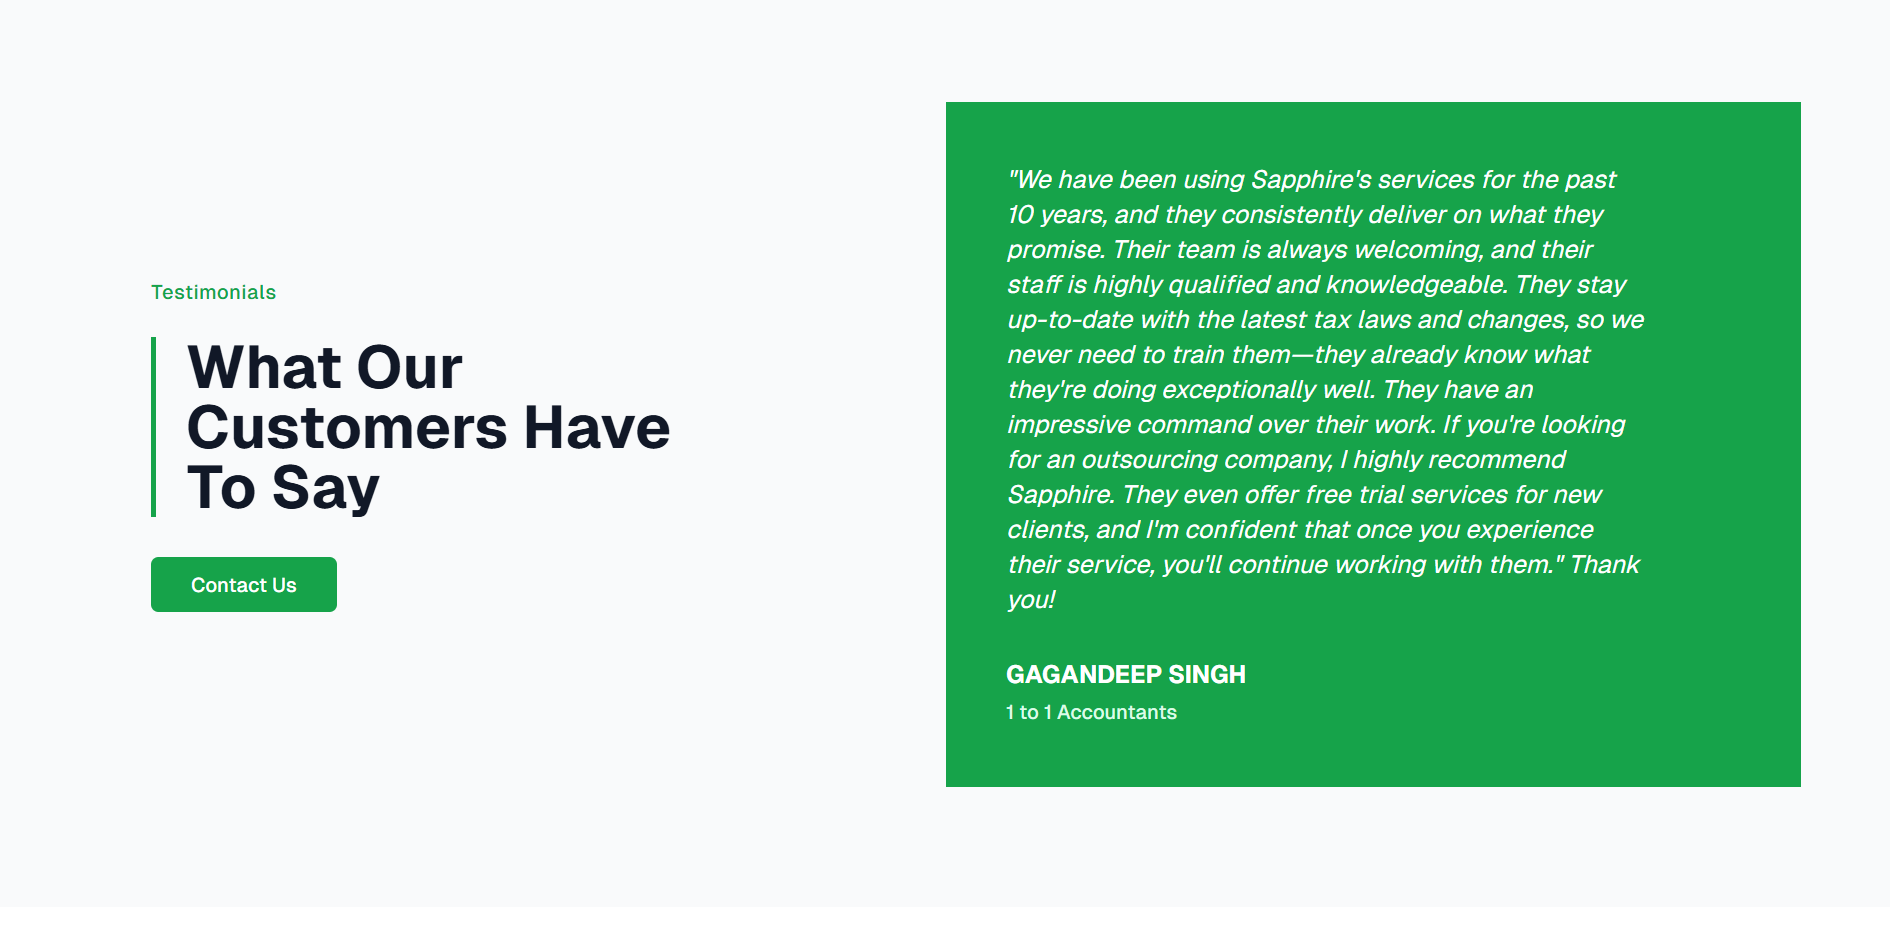 Testimonials
What Our
Customers Have
To Say
Contact Us
"We have been using Sapphire's services for the past
10 years, and they consistently deliver on what they
promise. Their team is always welcoming, and their
staff is highly qualified and knowledgeable. They stay
up-to-date with the latest tax laws and changes, so we
never need to train them—they already know what
they're doing exceptionally well. They have an
impressive command over their work. If you're looking
for an outsourcing company, I highly recommend
Sapphire. They even offer free trial services for new
clients, and I'm confident that once you experience
their service, you'll continue working with them." Thank
you!
GAGANDEEP SINGH
1 to 1 Accountants